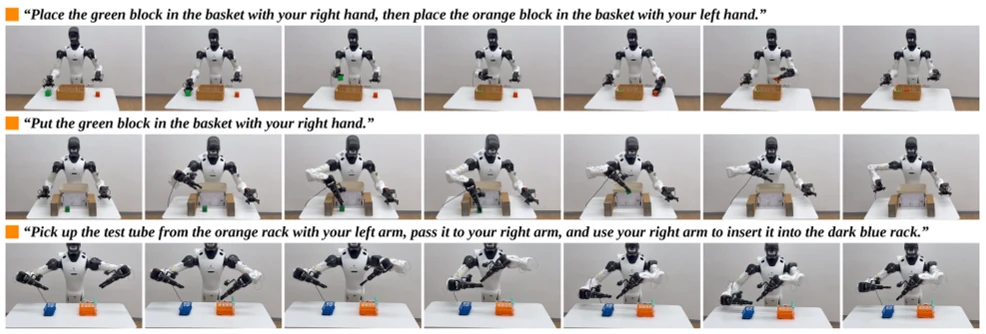 “Place the green block in the basket with your right hand, then place the orange block in the basket with your left hand.”
“Put the green block in the basket with your right hand.”
“Pick up the test tube from the orange rack with your left arm, pass it to your right arm, and use your right arm to insert it into the dark blue rack.”